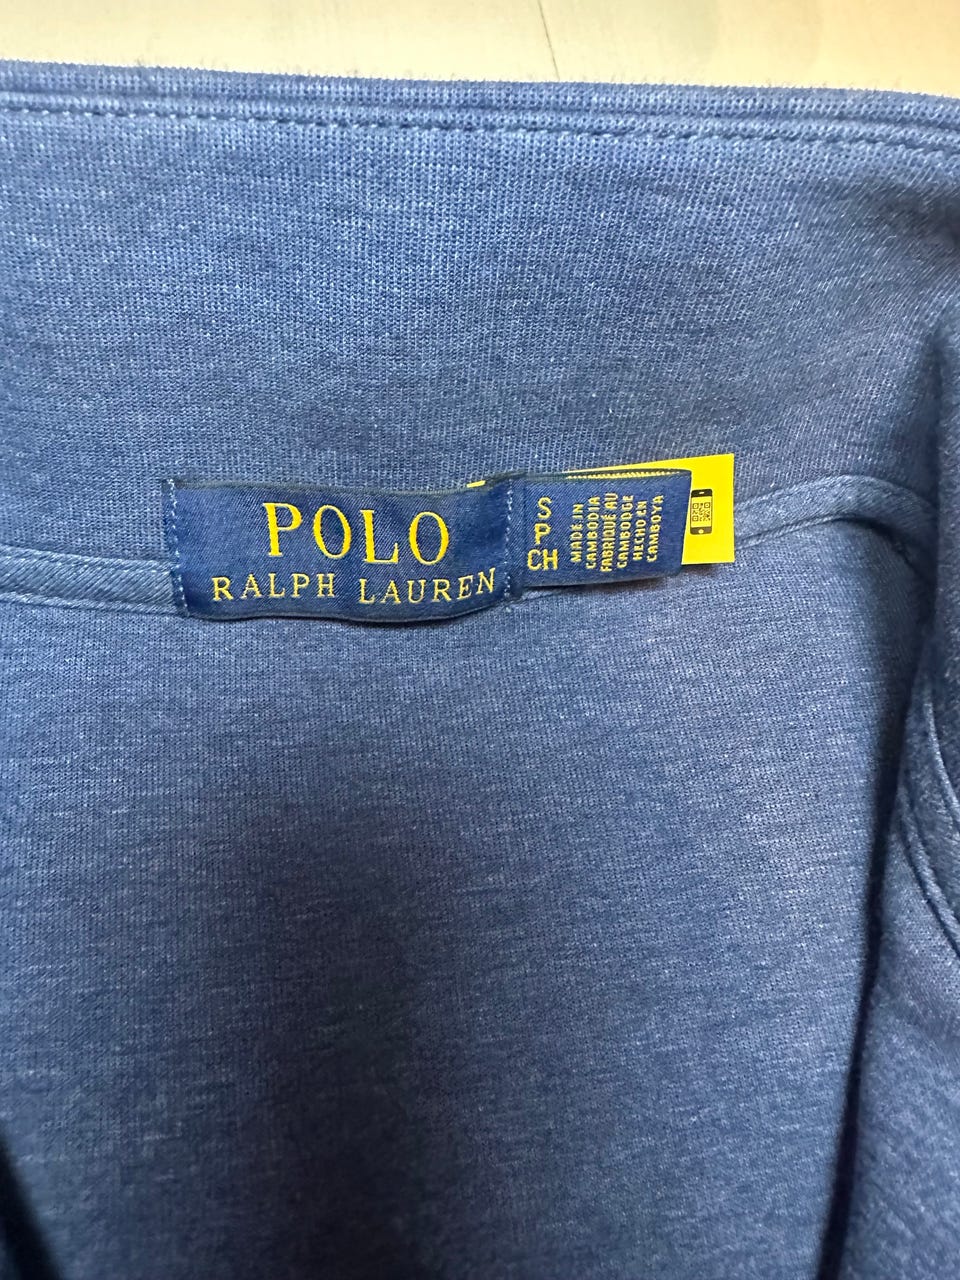 POLO
RALPH LAUREN
S
P
CH
MADE IN
CAMBODIA
FABRIQUÉ AU
CAMBODGE
HECHO EN
CAMBOYA